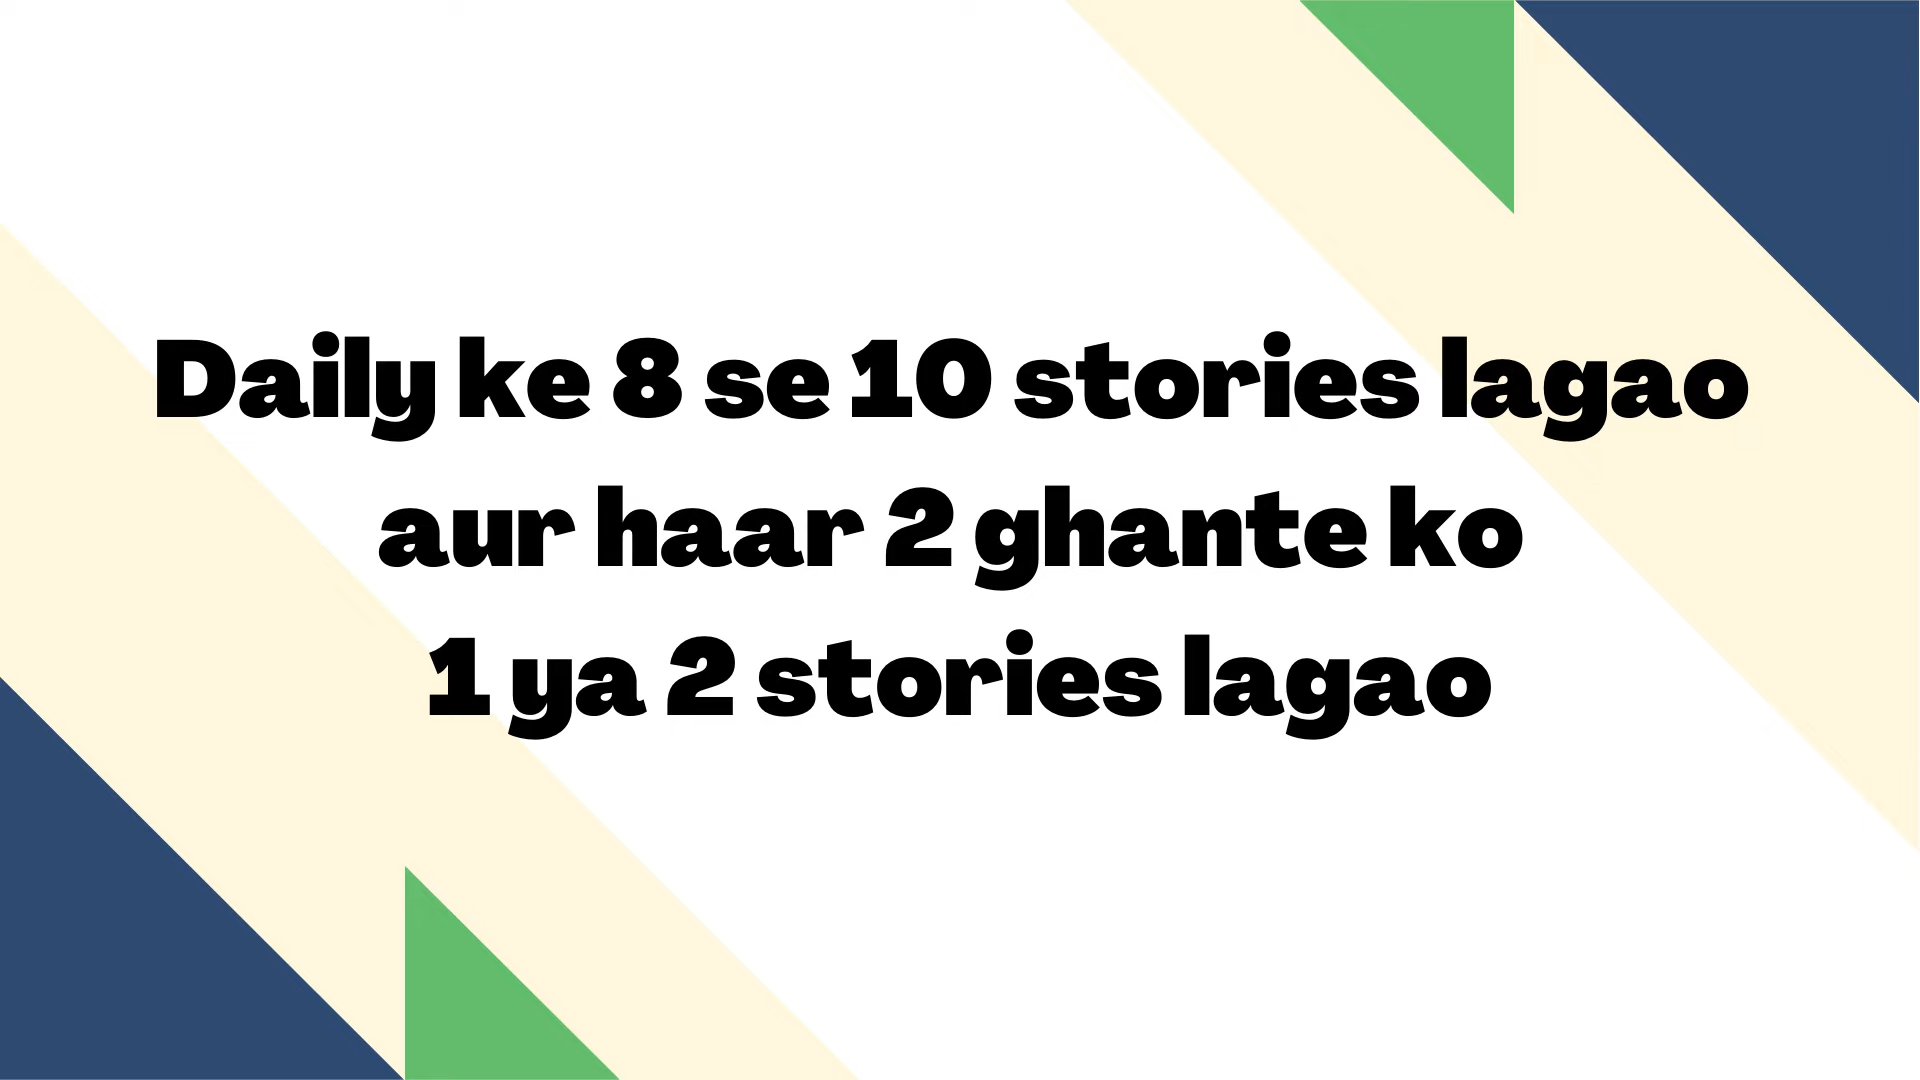 Daily ke 8 se 10 stories lagao
aur haar 2 ghante ko
1 ya 2 stories lagao